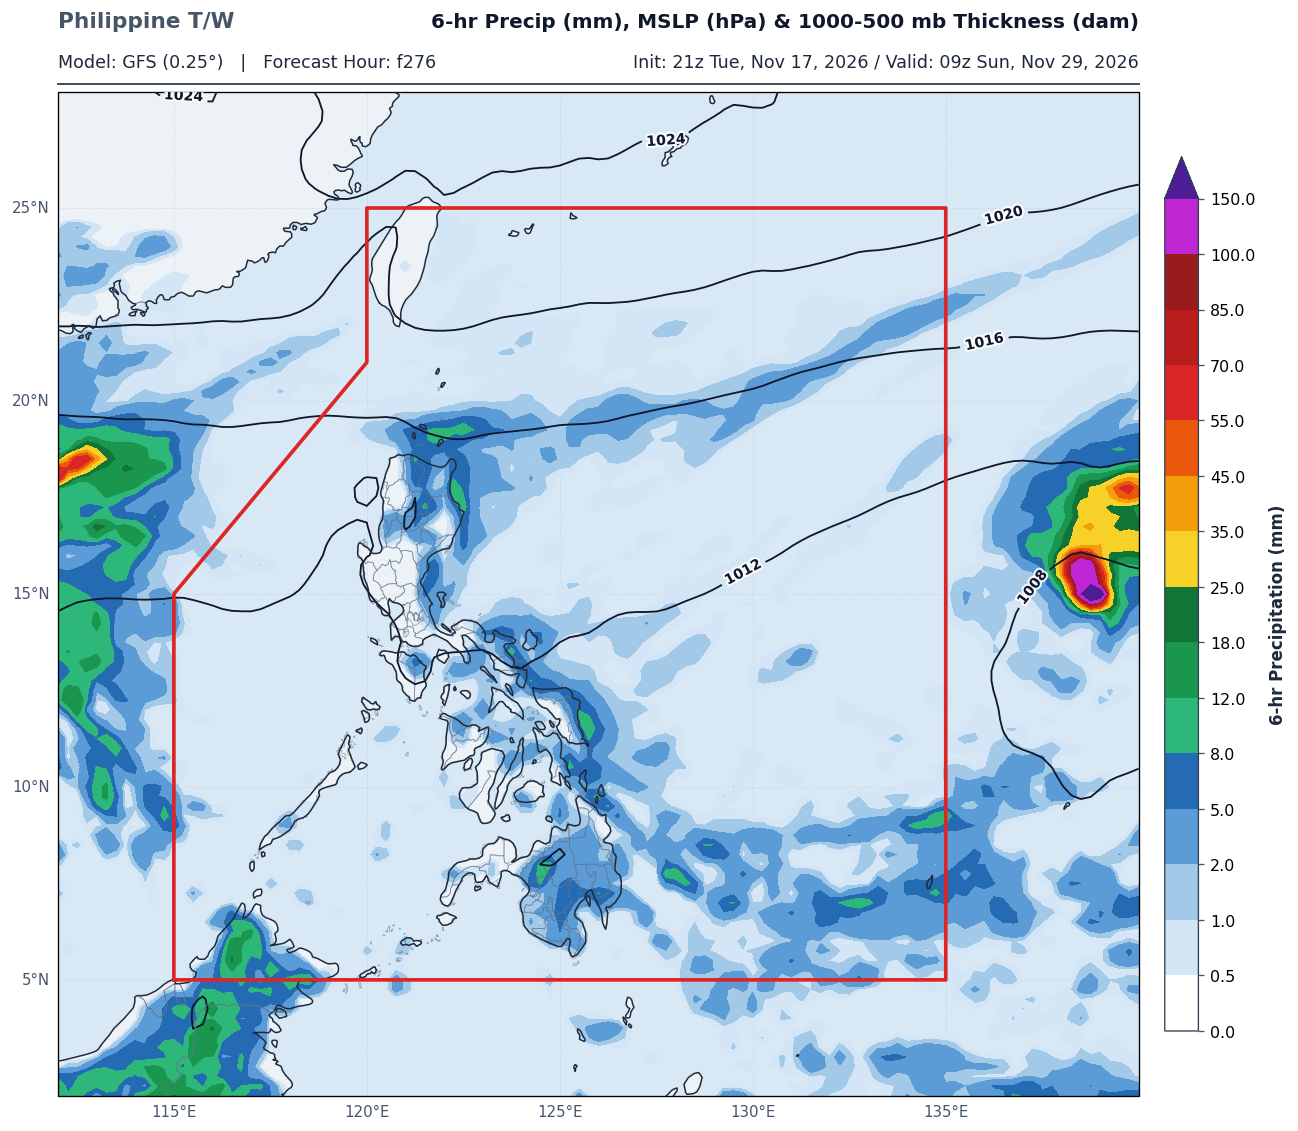 Philippine T/W
6-hr Precip (mm), MSLP (hPa) & 1000-500 mb Thickness (dam)
Model: GFS (0.25°) | Forecast Hour: f276
Init: 21z Tue, Nov 17, 2026 / Valid: 09z Sun, Nov 29, 2026
1024
1024
1020
1016
1012
1008
25°N
20°N
15°N
10°N
5°N
115°E
120°E
125°E
130°E
135°E
150.0
100.0
85.0
70.0
55.0
45.0
35.0
25.0
18.0
12.0
8.0
5.0
2.0
1.0
0.5
0.0
6-hr Precipitation (mm)